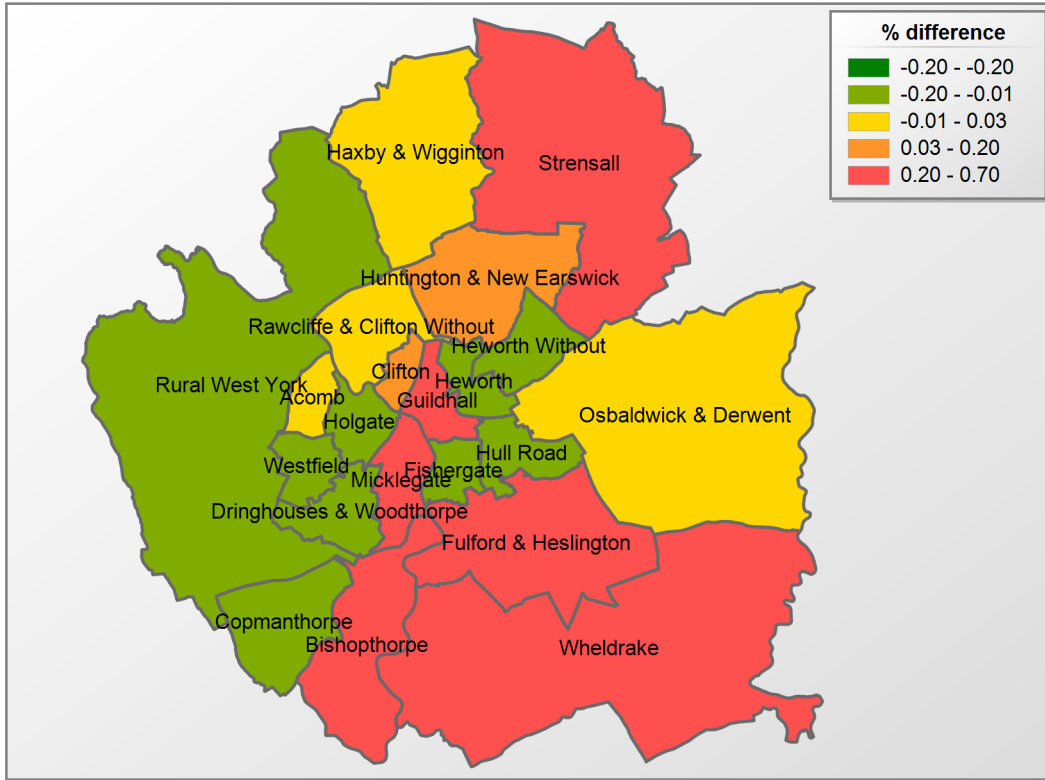 % difference
-0.20 - -0.20
-0.20 - -0.01
-0.01 - 0.03
0.03 - 0.20
0.20 - 0.70
Haxby & Wigginton
Strensall
Huntington & New Earswick
Rawcliffe & Clifton Without
Heworth Without
Clifton
Rural West York
Heworth
Acomb
Guildhall
Osbaldwick & Derwent
Holgate
Hull Road
Westfield
Fishergate
Micklegate
Dringhouses & Woodthorpe
Fulford & Heslington
Copmanthorpe
Bishopthorpe
Wheldrake